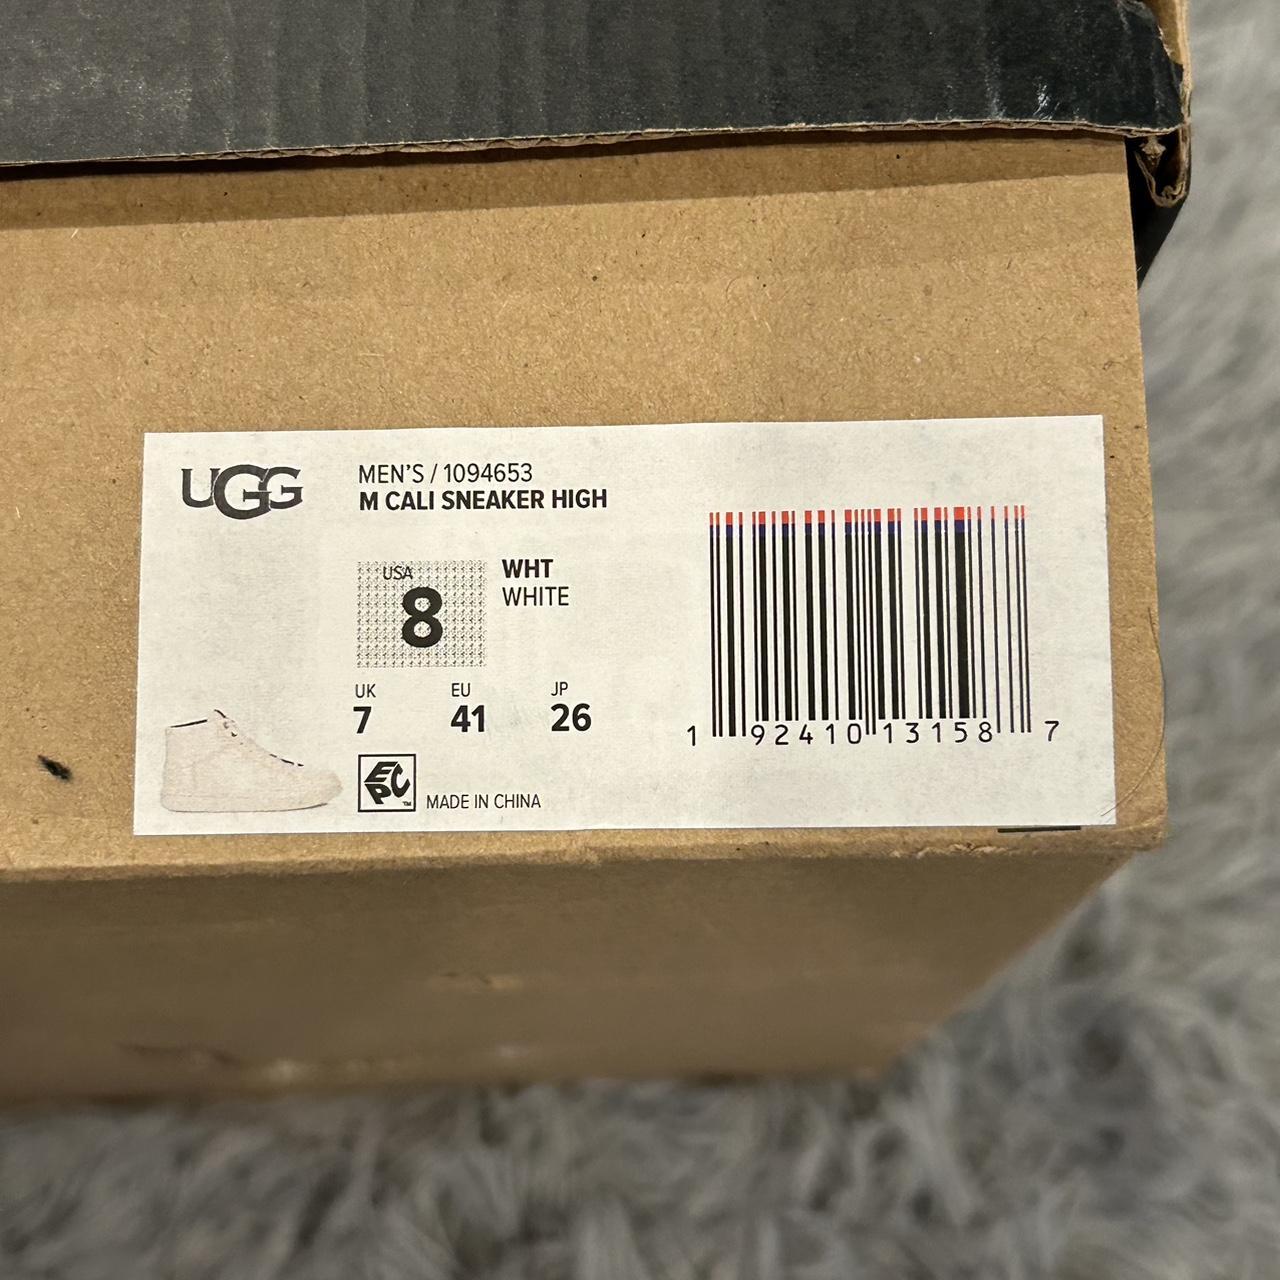 UGG
MEN'S / 1094653
M CALI SNEAKER HIGH
USA
8
WHT
WHITE
UK
7
EU
41
JP
26
EPC
TM
MADE IN CHINA
1 92410 13158 7